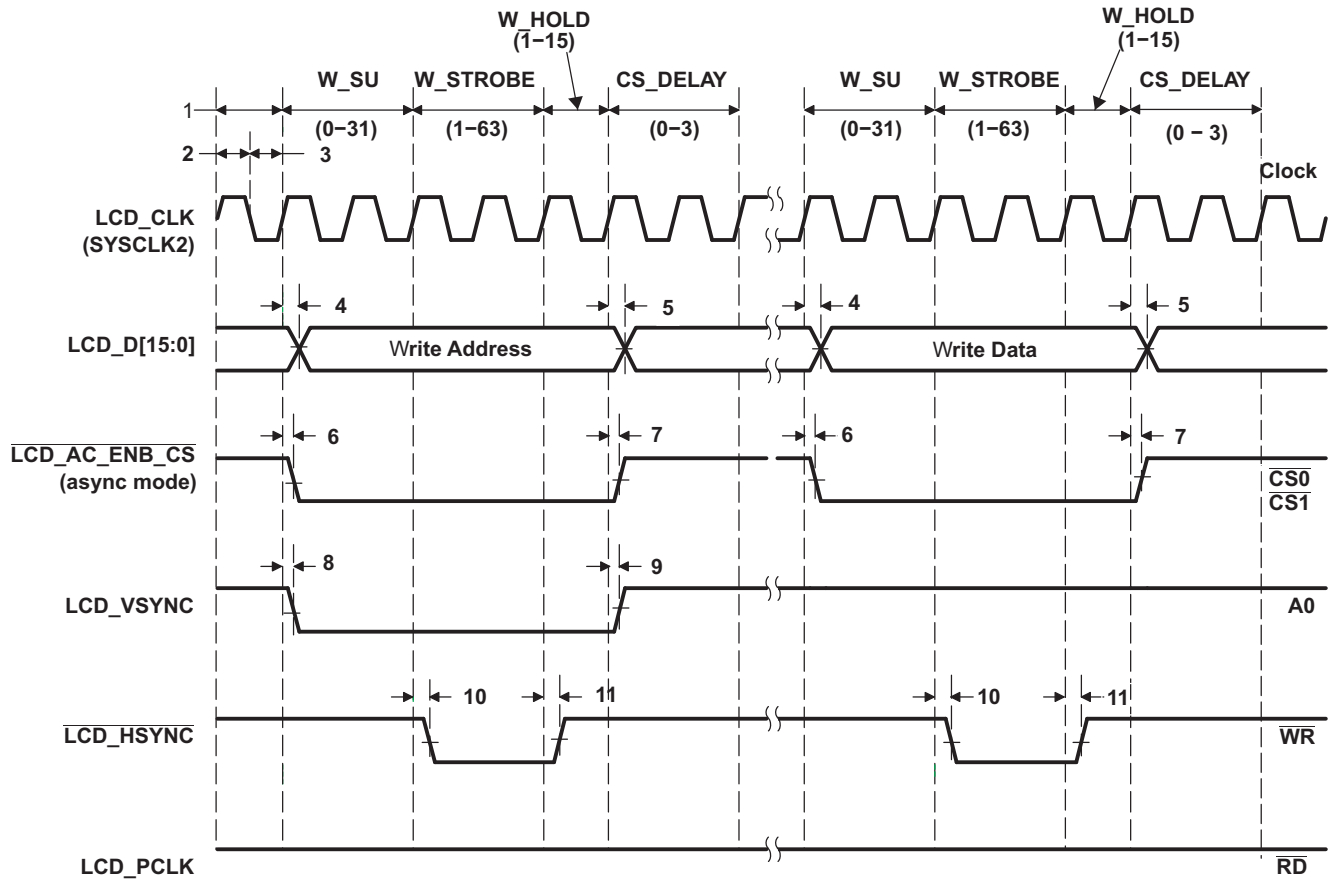 W_HOLD
(1−15)
W_HOLD
(1−15)
W_SU
W_STROBE
CS_DELAY
W_SU
W_STROBE
CS_DELAY
1
(0−31)
(1−63)
(0−3)
(0−31)
(1−63)
(0 − 3)
2
3
Clock
LCD_CLK
(SYSCLK2)
4
5
4
5
LCD_D[15:0]
Write Address
Write Data
6
7
6
7
LCD_AC_ENB_CS
(async mode)
CS0
CS1
8
9
LCD_VSYNC
A0
10
11
10
11
LCD_HSYNC
WR
LCD_PCLK
RD